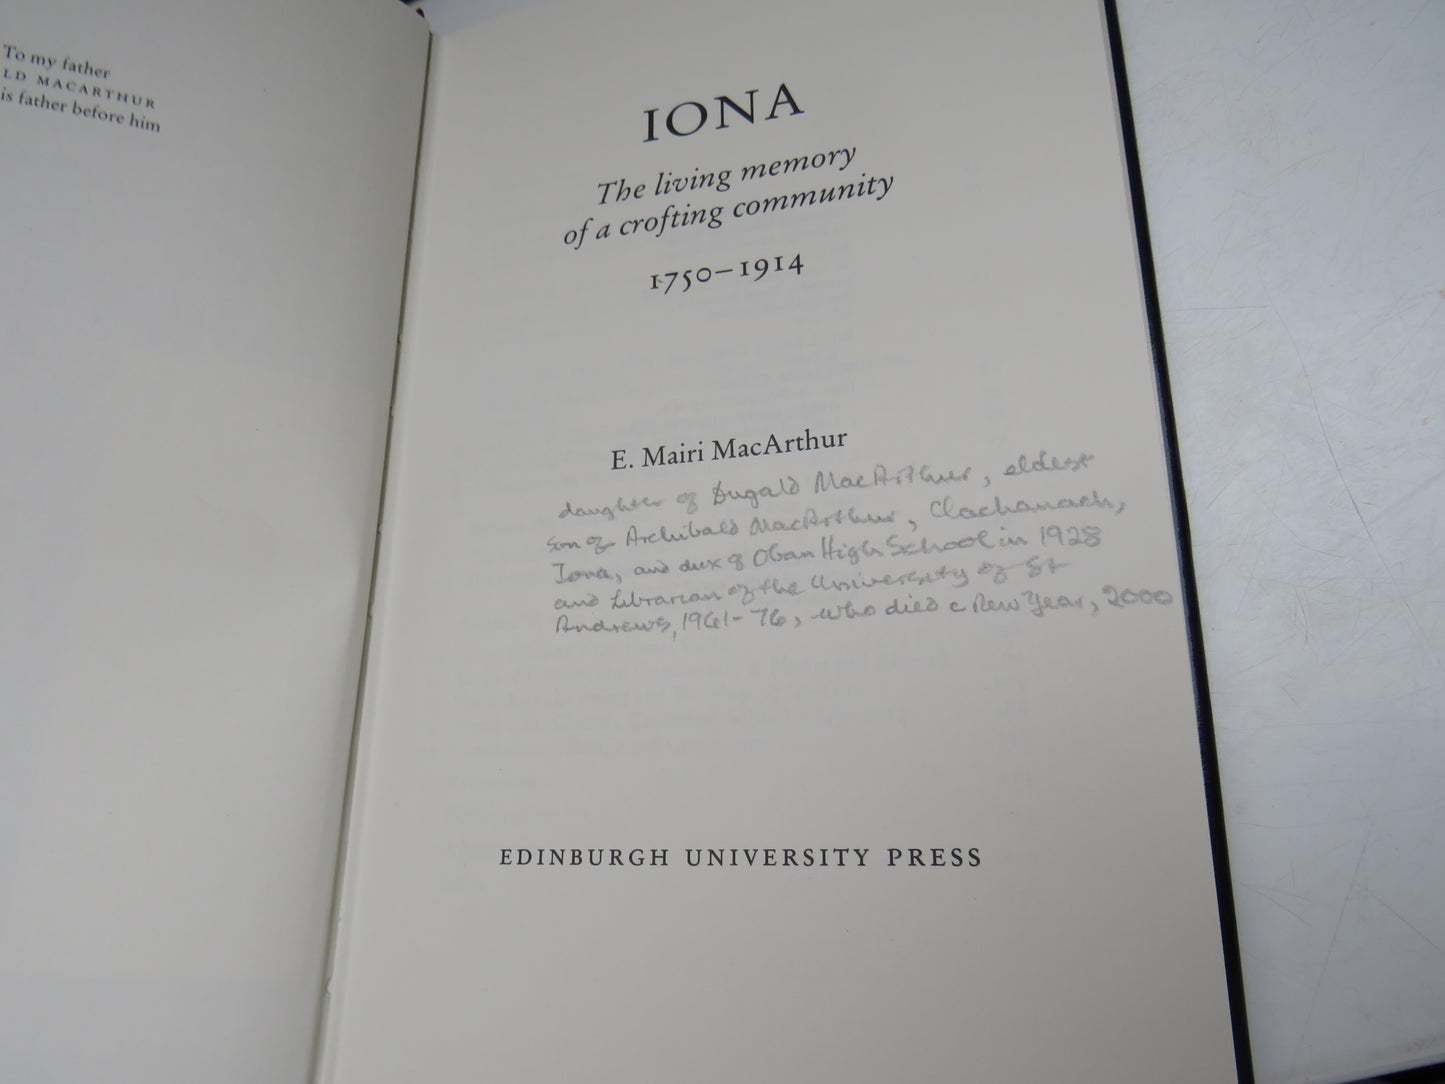 To my father
LD MACARTHUR
is father before him
IONA
The living memory
of a crofting community
1750–1914
E. Mairi MacArthur
daughter of Dugald MacArthur, eldest
son of Archibald MacArthur, Clachanach,
Iona, and dux of Oban High School in 1928
and Librarian of the University of St
Andrews, 1961-76, who died c New Year, 2000
EDINBURGH UNIVERSITY PRESS